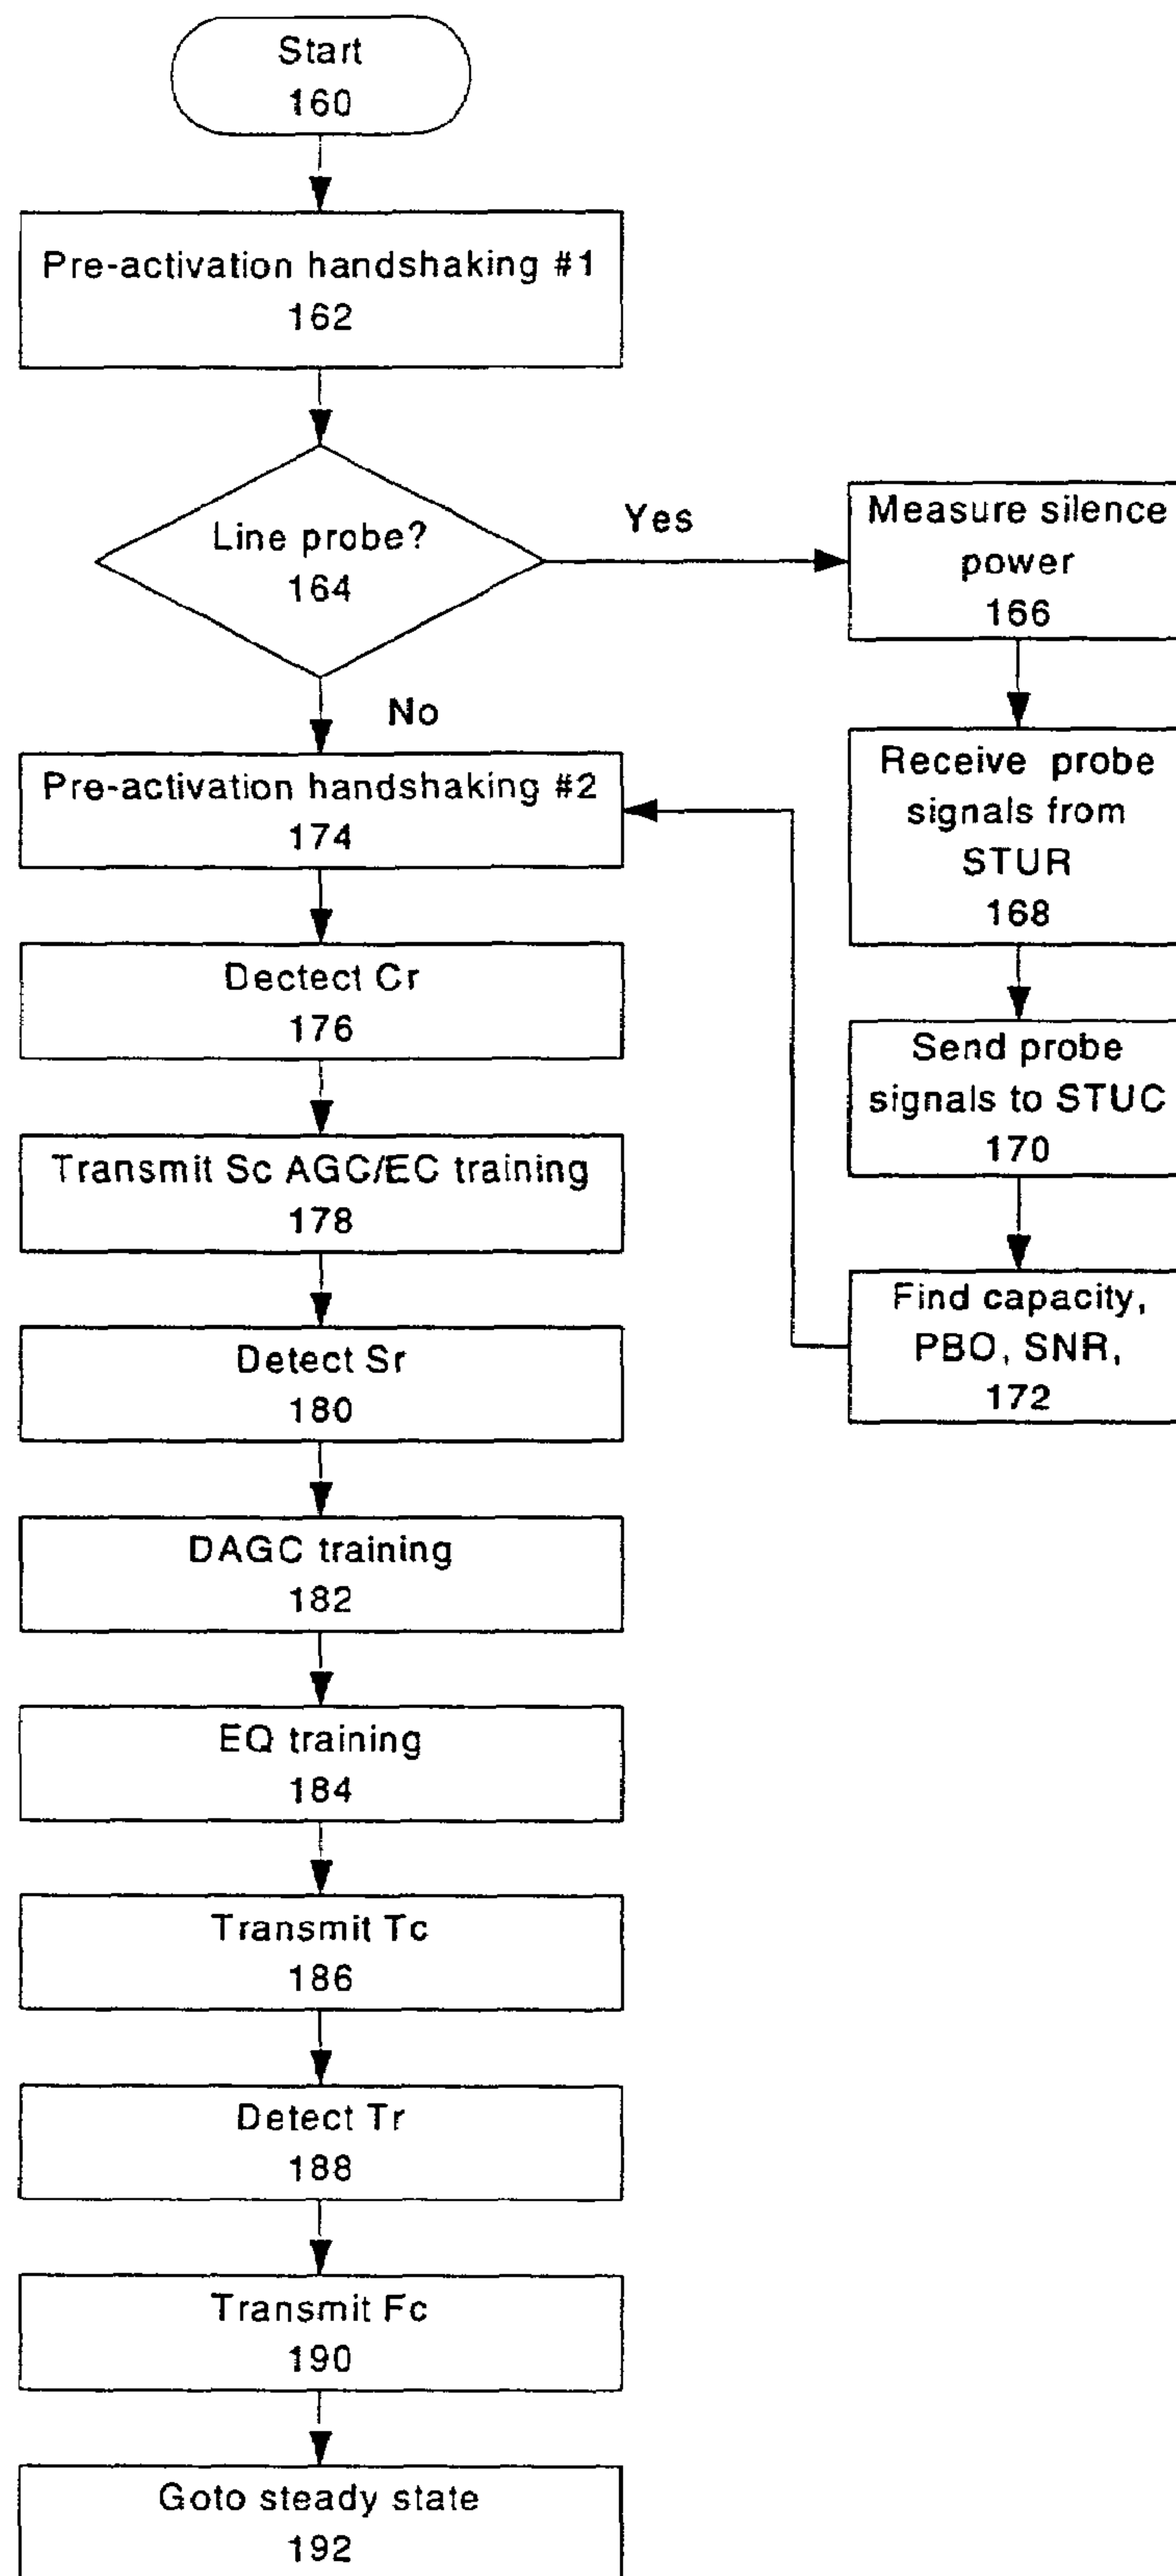 Start
160
Pre-activation handshaking #1
162
Line probe?
164
Yes
No
Measure silence
power
166
Receive probe
signals from
STUR
168
Send probe
signals to STUC
170
Find capacity,
PBO, SNR,
172
Pre-activation handshaking #2
174
Dectect Cr
176
Transmit Sc AGC/EC training
178
Detect Sr
180
DAGC training
182
EQ training
184
Transmit Tc
186
Detect Tr
188
Transmit Fc
190
Goto steady state
192